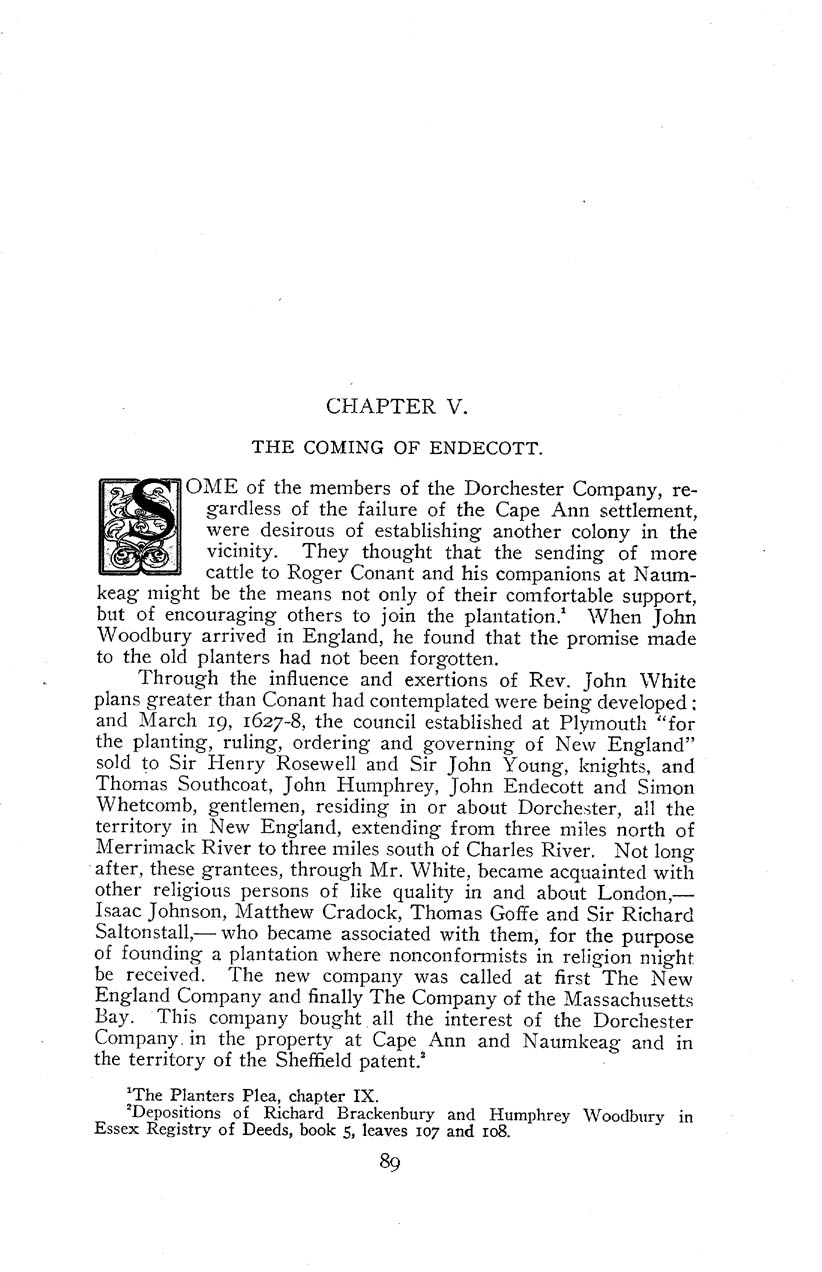 CHAPTER V.
THE COMING OF ENDECOTT.
SOME of the members of the Dorchester Company, re-
gardless of the failure of the Cape Ann settlement,
were desirous of establishing another colony in the
vicinity. They thought that the sending of more
cattle to Roger Conant and his companions at Naum-
keag might be the means not only of their comfortable support,
but of encouraging others to join the plantation.¹ When John
Woodbury arrived in England, he found that the promise made
to the old planters had not been forgotten.
Through the influence and exertions of Rev. John White
plans greater than Conant had contemplated were being developed;
and March 19, 1627-8, the council established at Plymouth "for
the planting, ruling, ordering and governing of New England"
sold to Sir Henry Rosewell and Sir John Young, knights, and
Thomas Southcoat, John Humphrey, John Endecott and Simon
Whetcomb, gentlemen, residing in or about Dorchester, all the
territory in New England, extending from three miles north of
Merrimack River to three miles south of Charles River. Not long
after, these grantees, through Mr. White, became acquainted with
other religious persons of like quality in and about London,—
Isaac Johnson, Matthew Cradock, Thomas Goffe and Sir Richard
Saltonstall,— who became associated with them, for the purpose
of founding a plantation where nonconformists in religion might
be received. The new company was called at first The New
England Company and finally The Company of the Massachusetts
Bay. This company bought all the interest of the Dorchester
Company in the property at Cape Ann and Naumkeag and in
the territory of the Sheffield patent.²
¹The Planters Plea, chapter IX.
²Depositions of Richard Brackenbury and Humphrey Woodbury in
Essex Registry of Deeds, book 5, leaves 107 and 108.
89